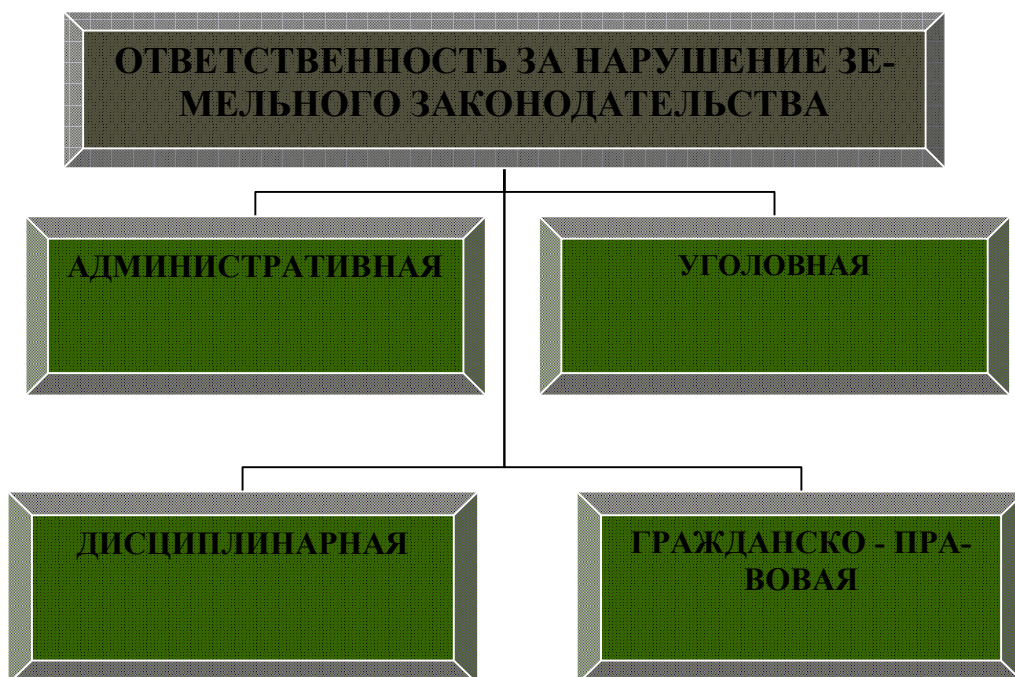 ОТВЕТСТВЕННОСТЬ ЗА НАРУШЕНИЕ ЗЕ-
МЕЛЬНОГО ЗАКОНОДАТЕЛЬСТВА
АДМИНИСТРАТИВНАЯ
УГОЛОВНАЯ
ДИСЦИПЛИНАРНАЯ
ГРАЖДАНСКО - ПРА-
ВОВАЯ